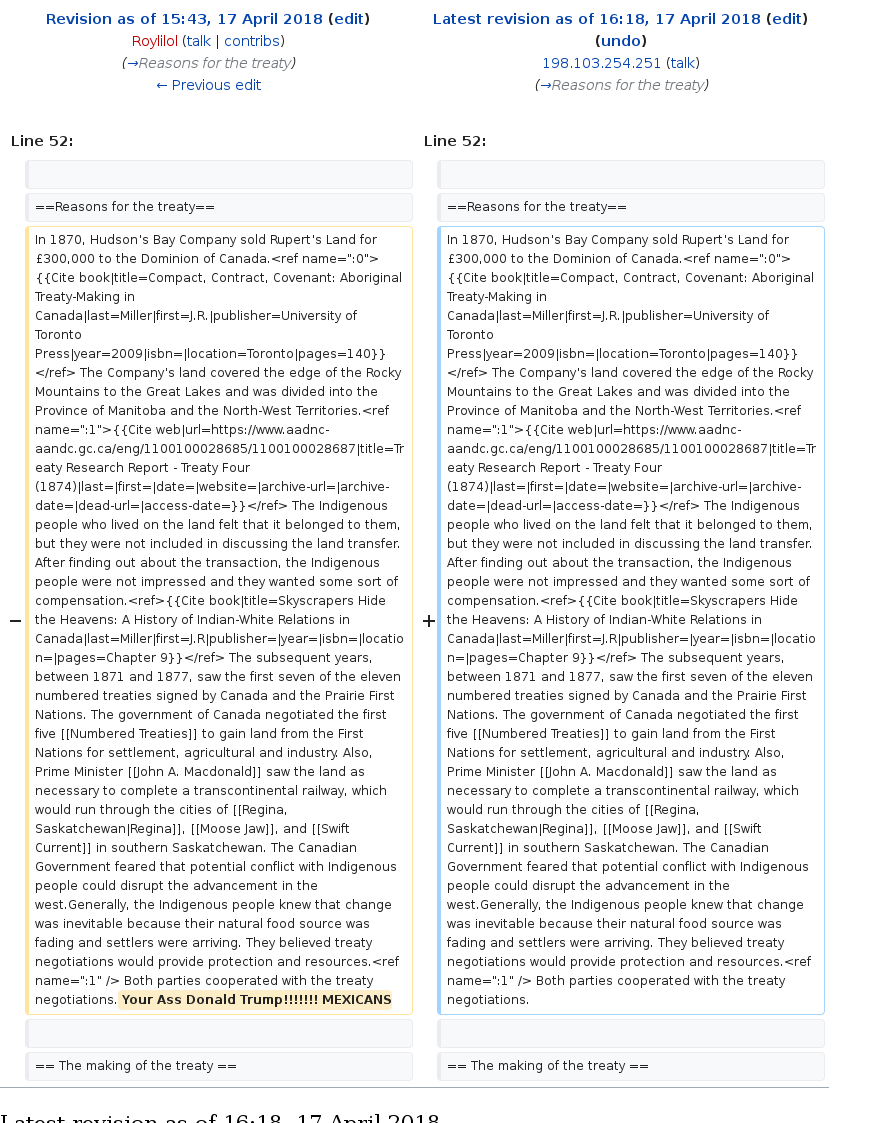 Revision as of 15:43, 17 April 2018 (edit)
Roylilol (talk | contribs)
(→Reasons for the treaty)
← Previous edit
Latest revision as of 16:18, 17 April 2018 (edit)
(undo)
198.103.254.251 (talk)
(→Reasons for the treaty)
Line 52:
Line 52:
==Reasons for the treaty==
==Reasons for the treaty==
−
In 1870, Hudson's Bay Company sold Rupert's Land for
£300,000 to the Dominion of Canada.<ref name=":0">
{{Cite book|title=Compact, Contract, Covenant: Aboriginal
Treaty-Making in
Canada|last=Miller|first=J.R.|publisher=University of
Toronto
Press|year=2009|isbn=|location=Toronto|pages=140}}
</ref> The Company's land covered the edge of the Rocky
Mountains to the Great Lakes and was divided into the
Province of Manitoba and the North-West Territories.<ref
name=":1">{{Cite web|url=https://www.aadnc-
aandc.gc.ca/eng/1100100028685/1100100028687|title=Tr
eaty Research Report - Treaty Four
(1874)|last=|first=|date=|website=|archive-url=|archive-
date=|dead-url=|access-date=}}</ref> The Indigenous
people who lived on the land felt that it belonged to them,
but they were not included in discussing the land transfer.
After finding out about the transaction, the Indigenous
people were not impressed and they wanted some sort of
compensation.<ref>{{Cite book|title=Skyscrapers Hide
the Heavens: A History of Indian-White Relations in
Canada|last=Miller|first=J.R|publisher=|year=|isbn=|locatio
n=|pages=Chapter 9}}</ref> The subsequent years,
between 1871 and 1877, saw the first seven of the eleven
numbered treaties signed by Canada and the Prairie First
Nations. The government of Canada negotiated the first
five [[Numbered Treaties]] to gain land from the First
Nations for settlement, agricultural and industry. Also,
Prime Minister [[John A. Macdonald]] saw the land as
necessary to complete a transcontinental railway, which
would run through the cities of [[Regina,
Saskatchewan|Regina]], [[Moose Jaw]], and [[Swift
Current]] in southern Saskatchewan. The Canadian
Government feared that potential conflict with Indigenous
people could disrupt the advancement in the
west.Generally, the Indigenous people knew that change
was inevitable because their natural food source was
fading and settlers were arriving. They believed treaty
negotiations would provide protection and resources.<ref
name=":1" /> Both parties cooperated with the treaty
negotiations. Your Ass Donald Trump!!!!!!! MEXICANS
+
In 1870, Hudson's Bay Company sold Rupert's Land for
£300,000 to the Dominion of Canada.<ref name=":0">
{{Cite book|title=Compact, Contract, Covenant: Aboriginal
Treaty-Making in
Canada|last=Miller|first=J.R.|publisher=University of
Toronto
Press|year=2009|isbn=|location=Toronto|pages=140}}
</ref> The Company's land covered the edge of the Rocky
Mountains to the Great Lakes and was divided into the
Province of Manitoba and the North-West Territories.<ref
name=":1">{{Cite web|url=https://www.aadnc-
aandc.gc.ca/eng/1100100028685/1100100028687|title=Tr
eaty Research Report - Treaty Four
(1874)|last=|first=|date=|website=|archive-url=|archive-
date=|dead-url=|access-date=}}</ref> The Indigenous
people who lived on the land felt that it belonged to them,
but they were not included in discussing the land transfer.
After finding out about the transaction, the Indigenous
people were not impressed and they wanted some sort of
compensation.<ref>{{Cite book|title=Skyscrapers Hide
the Heavens: A History of Indian-White Relations in
Canada|last=Miller|first=J.R|publisher=|year=|isbn=|locatio
n=|pages=Chapter 9}}</ref> The subsequent years,
between 1871 and 1877, saw the first seven of the eleven
numbered treaties signed by Canada and the Prairie First
Nations. The government of Canada negotiated the first
five [[Numbered Treaties]] to gain land from the First
Nations for settlement, agricultural and industry. Also,
Prime Minister [[John A. Macdonald]] saw the land as
necessary to complete a transcontinental railway, which
would run through the cities of [[Regina,
Saskatchewan|Regina]], [[Moose Jaw]], and [[Swift
Current]] in southern Saskatchewan. The Canadian
Government feared that potential conflict with Indigenous
people could disrupt the advancement in the
west.Generally, the Indigenous people knew that change
was inevitable because their natural food source was
fading and settlers were arriving. They believed treaty
negotiations would provide protection and resources.<ref
name=":1" /> Both parties cooperated with the treaty
negotiations.
== The making of the treaty ==
== The making of the treaty ==
Latest revision as of 16:18, 17 April 2018